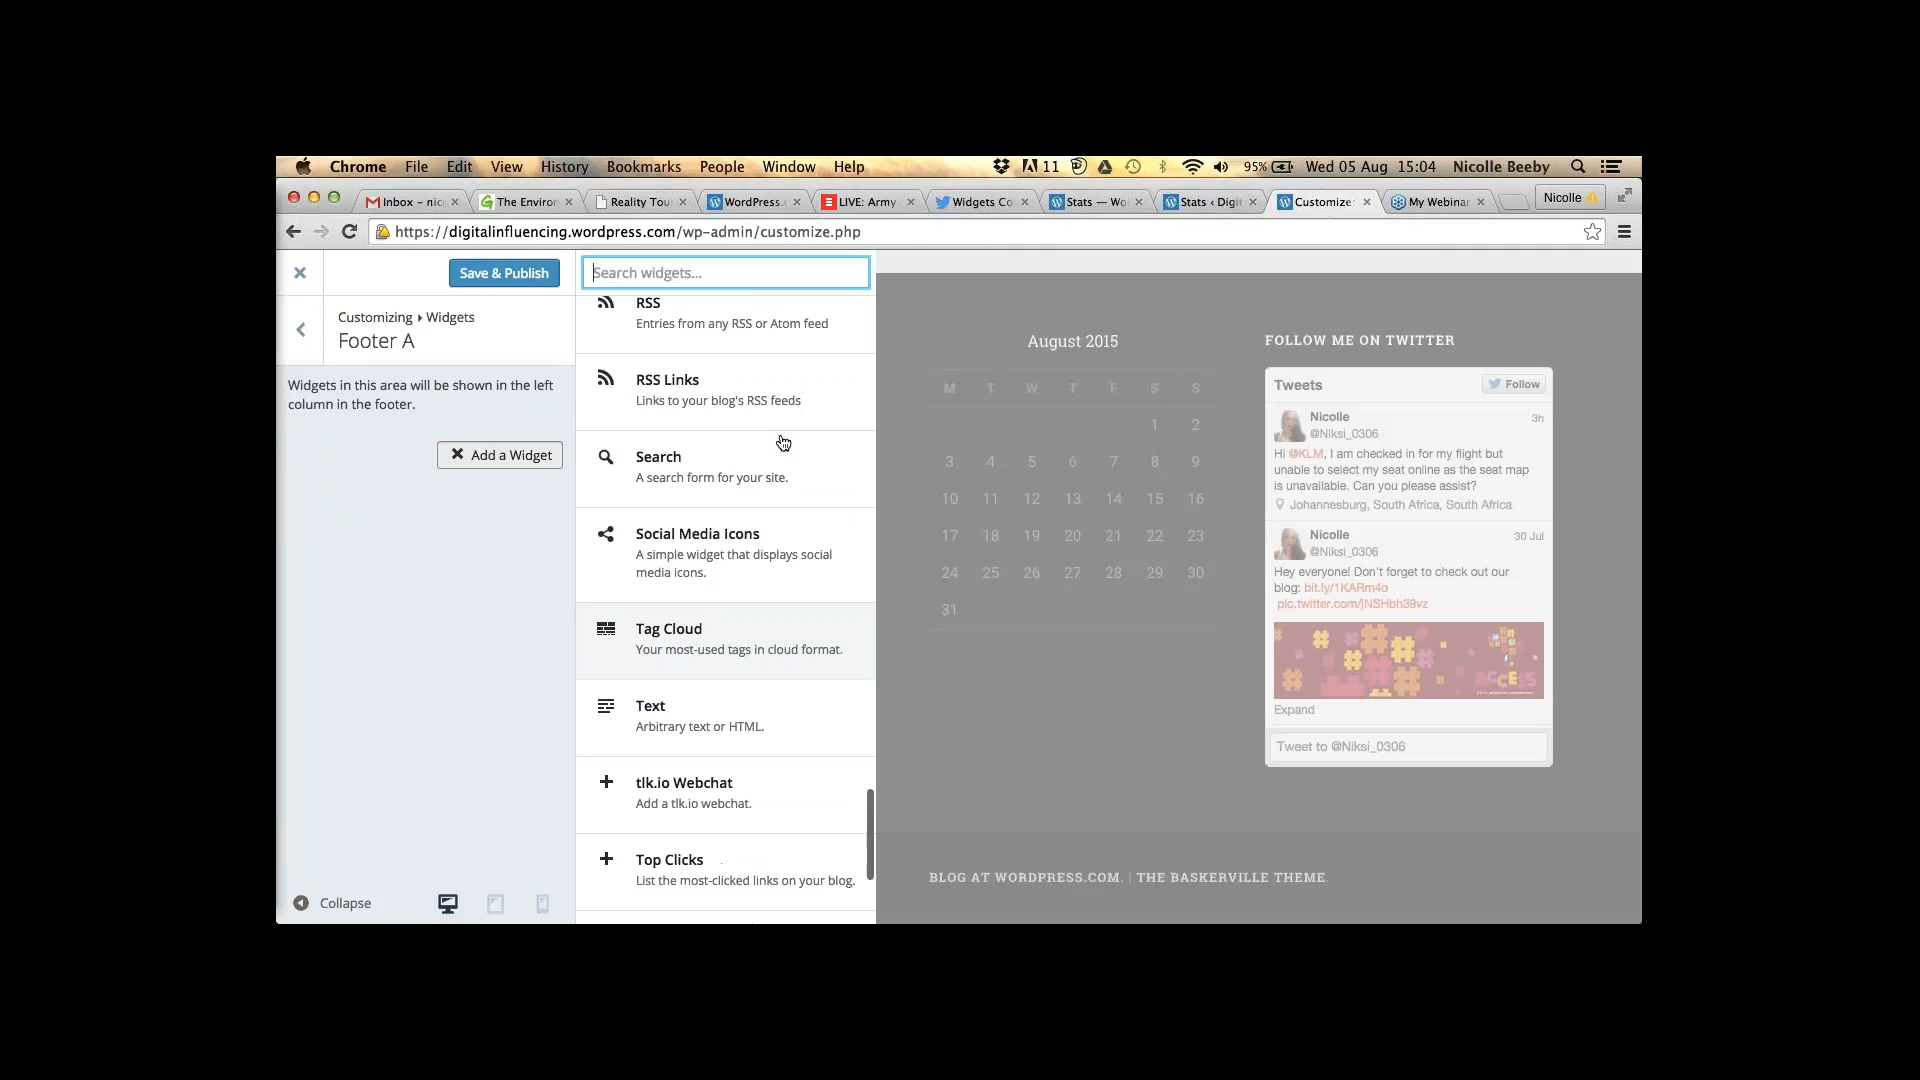 Chrome File Edit View History Bookmarks People Window Help 11 95% Wed 05 Aug 15:04 Nicolle Beeby
Inbox – nic The Environ Reality Tou WordPress. LIVE: Army Widgets Co Stats — Wo Stats ‹ Digit Customize: My Webinar Nicolle
https://digitalinfluencing.wordpress.com/wp-admin/customize.php
Save & Publish
Customizing ▸ Widgets
Footer A
Widgets in this area will be shown in the left
column in the footer.
Add a Widget
Collapse
Search widgets...
RSS
Entries from any RSS or Atom feed
RSS Links
Links to your blog's RSS feeds
Search
A search form for your site.
Social Media Icons
A simple widget that displays social
media icons.
Tag Cloud
Your most-used tags in cloud format.
Text
Arbitrary text or HTML.
tlk.io Webchat
Add a tlk.io webchat.
Top Clicks
List the most-clicked links on your blog.
August 2015
M T W T F S S
1 2
3 4 5 6 7 8 9
10 11 12 13 14 15 16
17 18 19 20 21 22 23
24 25 26 27 28 29 30
31
FOLLOW ME ON TWITTER
Tweets Follow
Nicolle 3h
@Niksi_0306
Hi @KLM, I am checked in for my flight but
unable to select my seat online as the seat map
is unavailable. Can you please assist?
Johannesburg, South Africa, South Africa
Nicolle 30 Jul
@Niksi_0306
Hey everyone! Don't forget to check out our
blog: bit.ly/1KARm4o
pic.twitter.com/jNSHbh39vz
ACCESS
Expand
Tweet to @Niksi_0306
BLOG AT WORDPRESS.COM. | THE BASKERVILLE THEME.